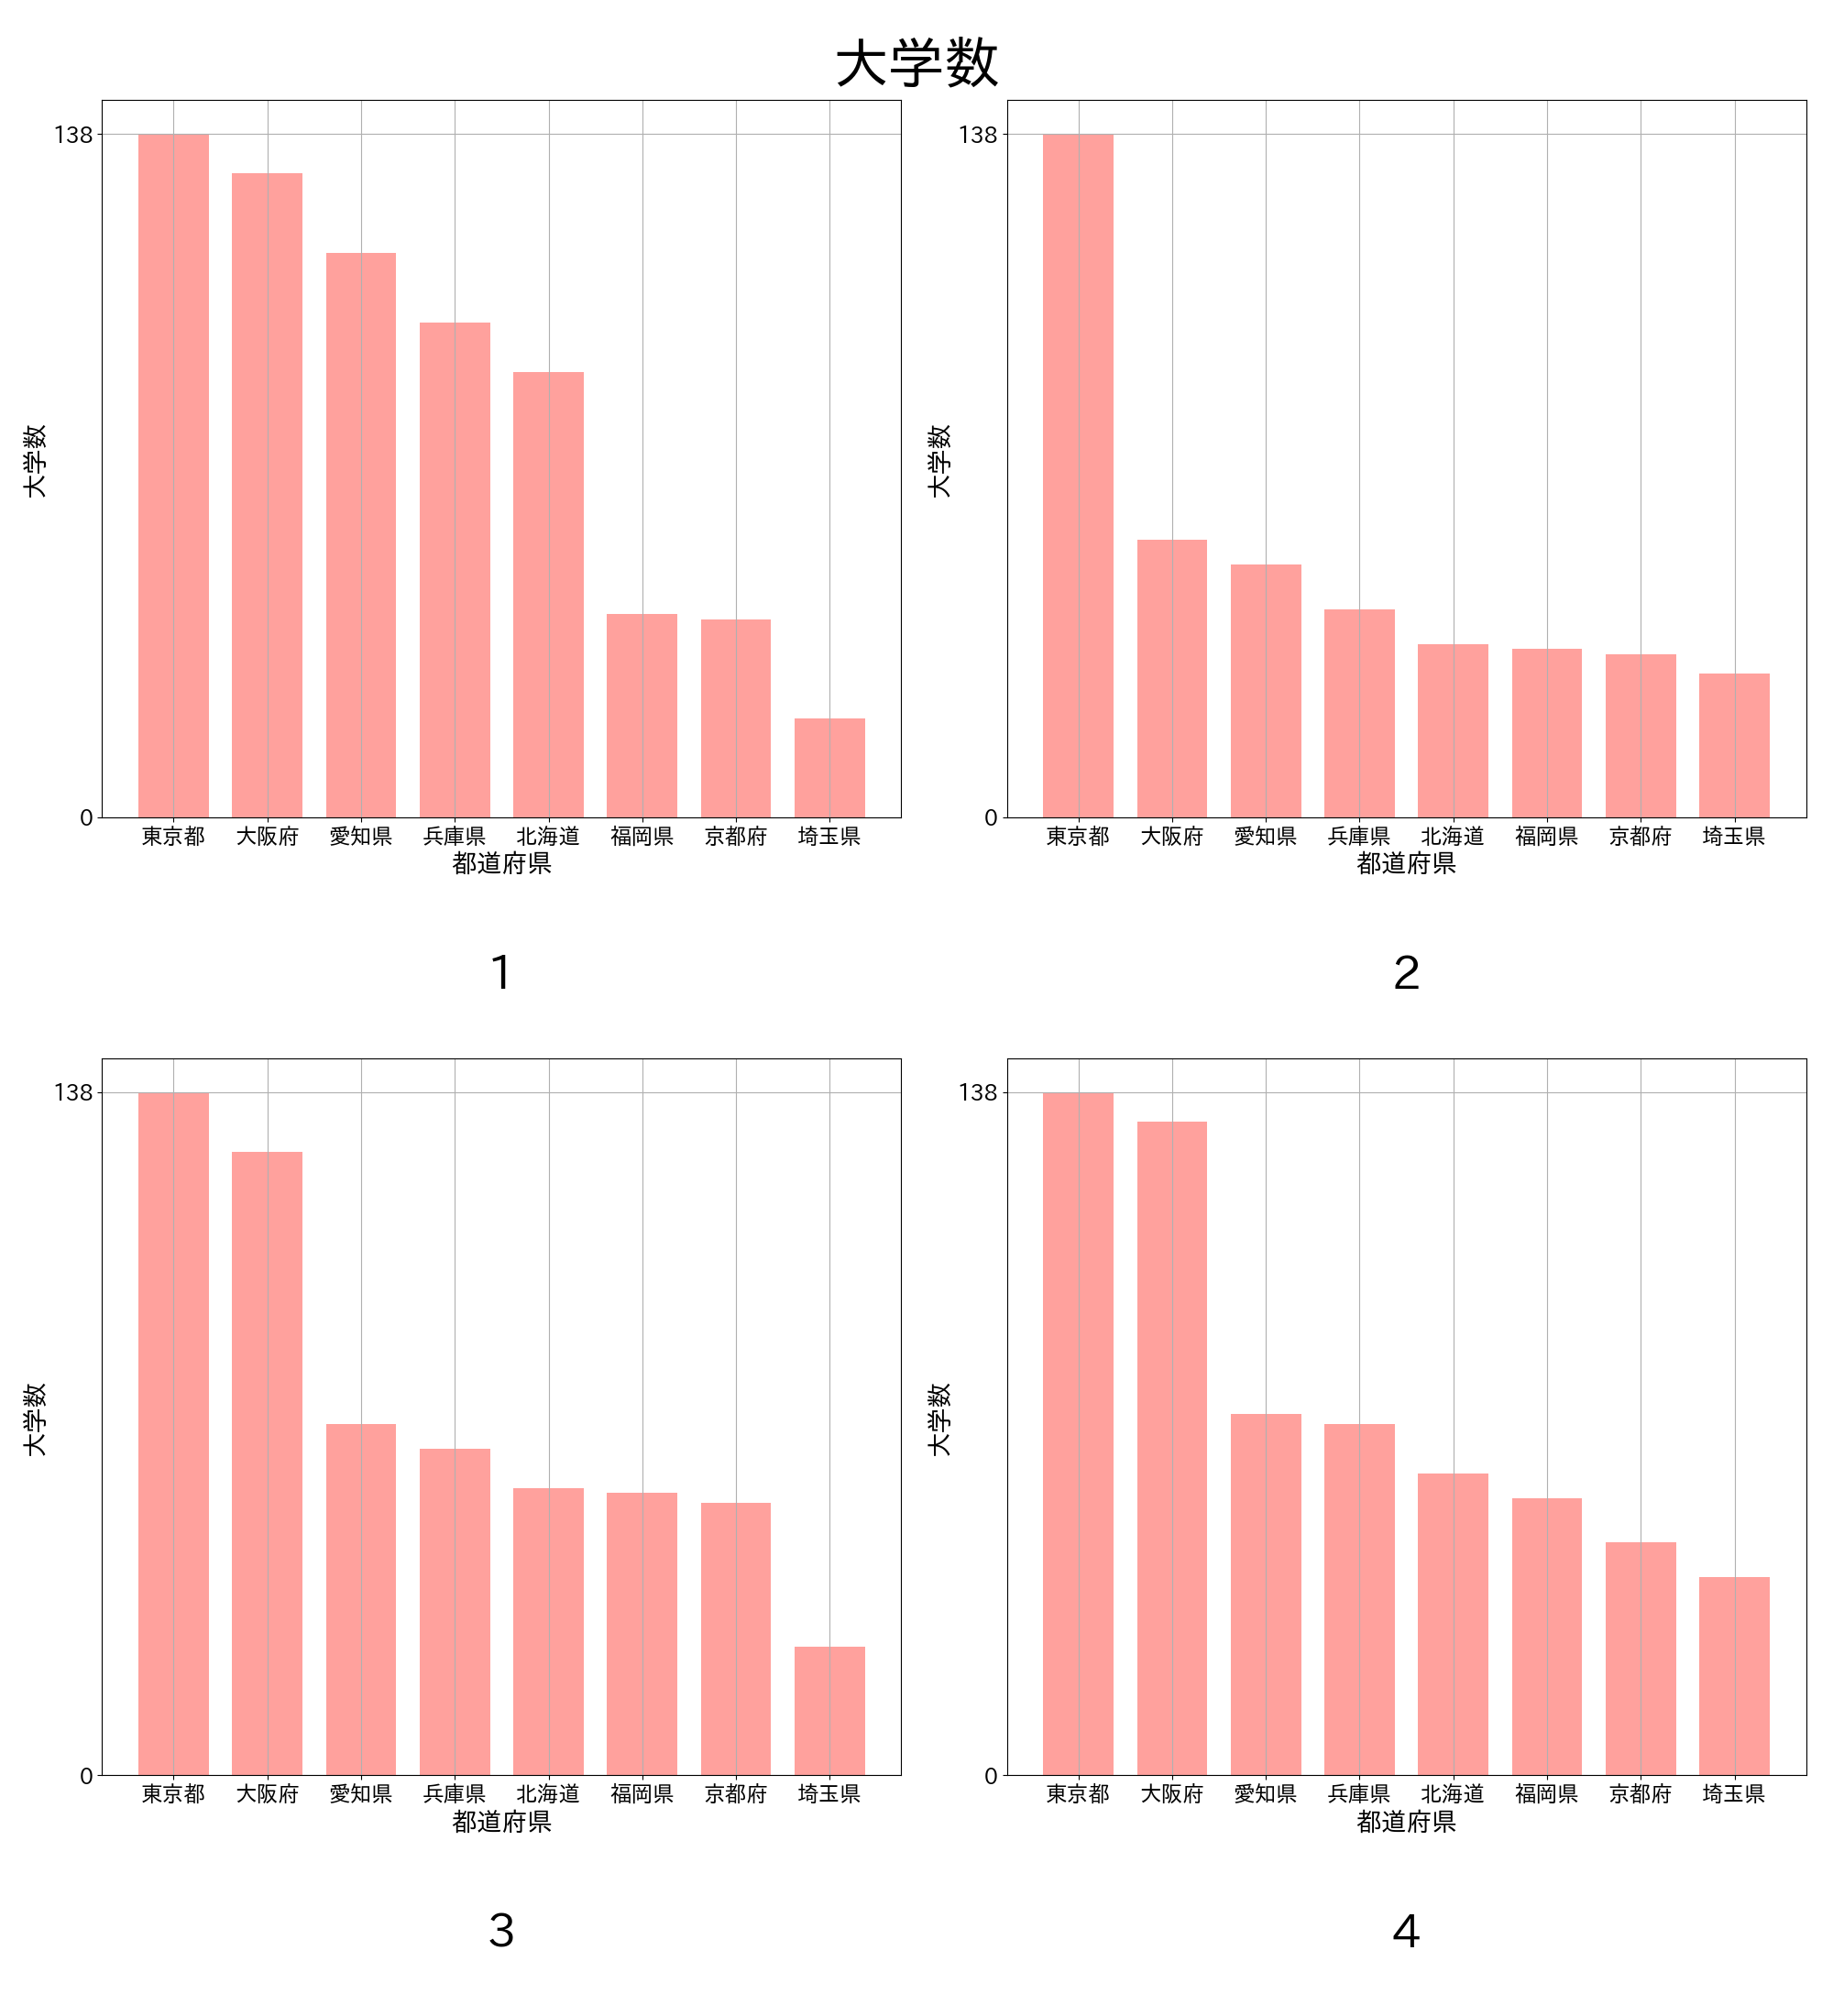 大学数
138
0
大学数
東京都 大阪府 愛知県 兵庫県 北海道 福岡県 京都府 埼玉県
都道府県
1
138
0
大学数
東京都 大阪府 愛知県 兵庫県 北海道 福岡県 京都府 埼玉県
都道府県
2
138
0
大学数
東京都 大阪府 愛知県 兵庫県 北海道 福岡県 京都府 埼玉県
都道府県
3
138
0
大学数
東京都 大阪府 愛知県 兵庫県 北海道 福岡県 京都府 埼玉県
都道府県
4